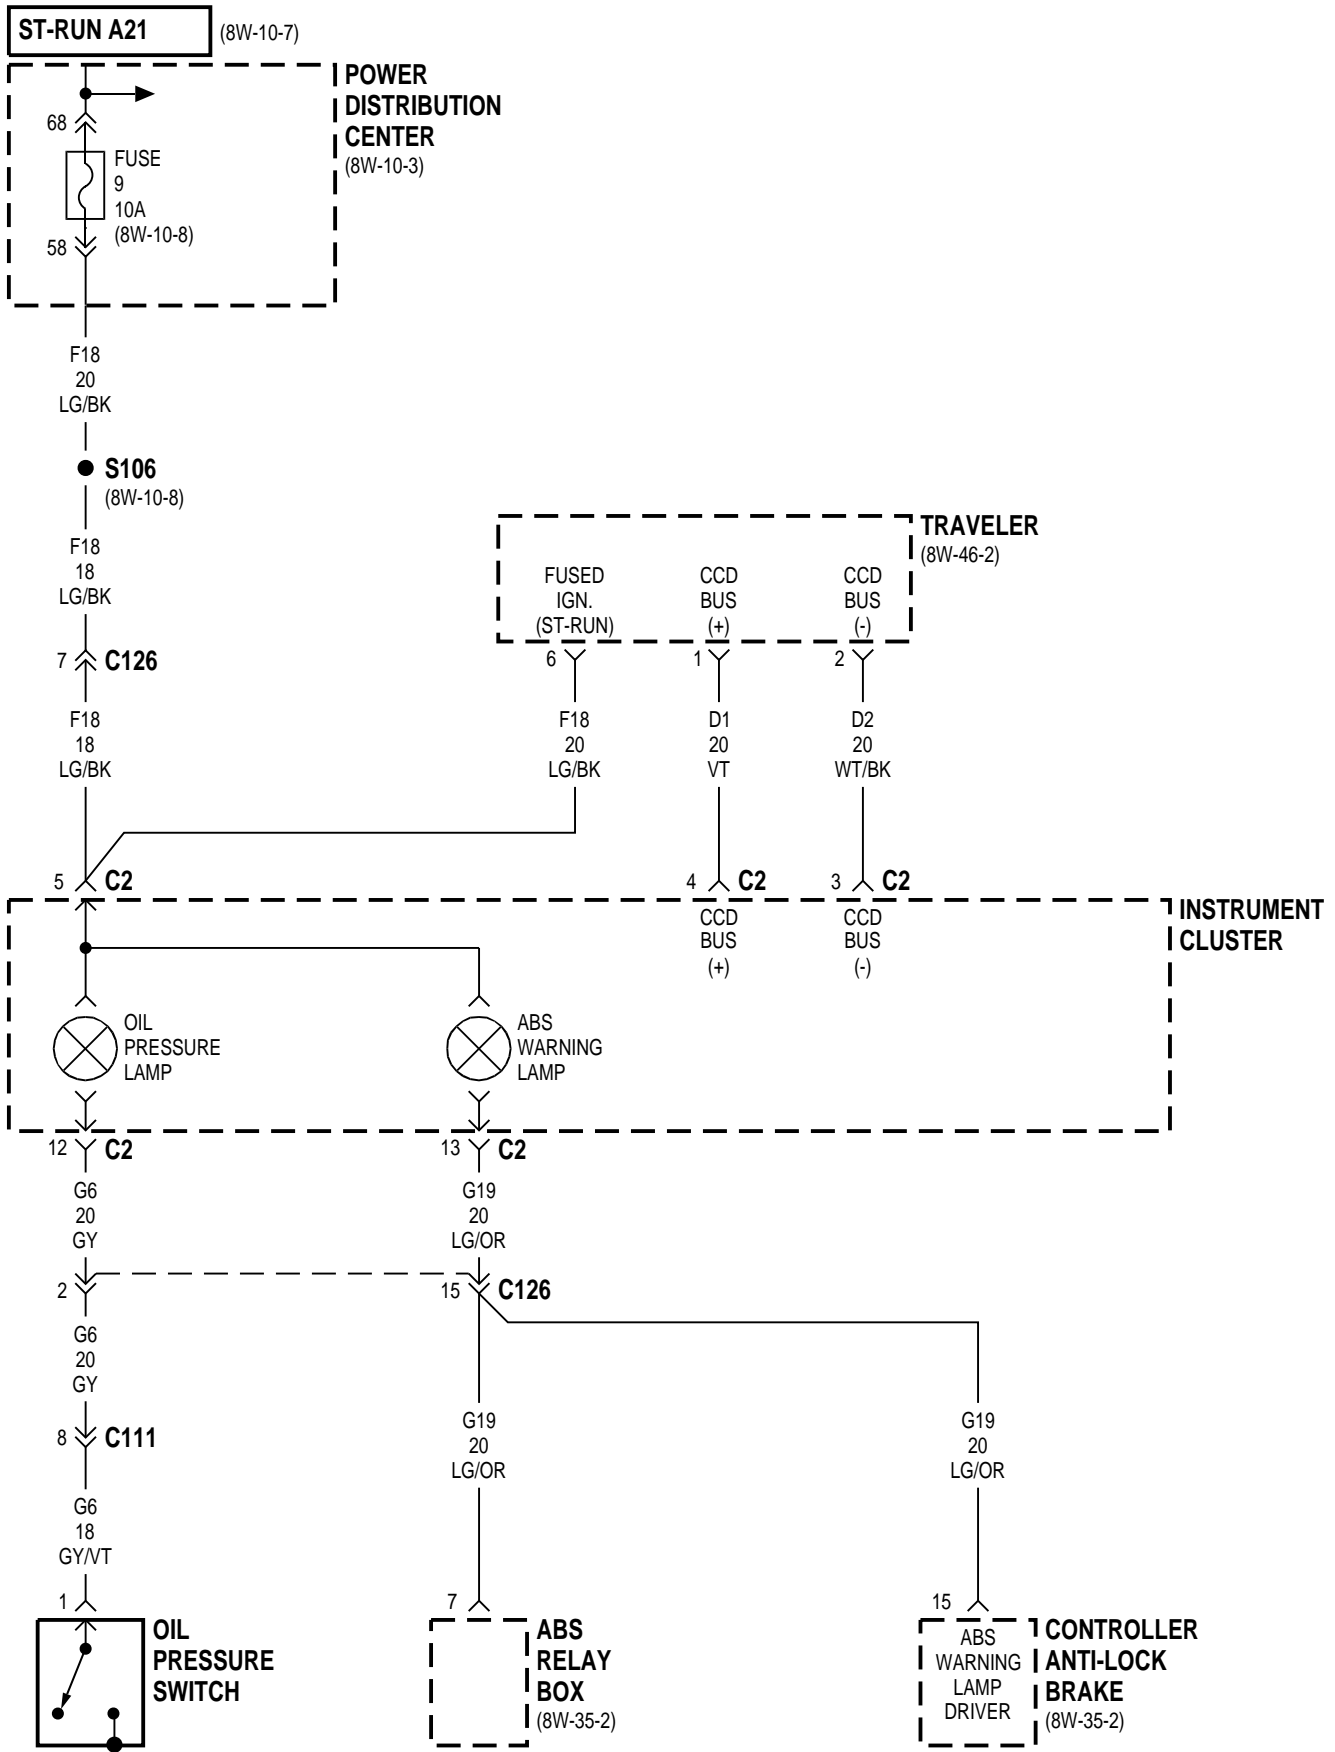 ST-RUN A21
(8W-10-7)
POWER
DISTRIBUTION
CENTER
(8W-10-3)
68
FUSE
9
10A
(8W-10-8)
58
F18
20
LG/BK
S106
(8W-10-8)
F18
18
LG/BK
7
C126
F18
18
LG/BK
TRAVELER
(8W-46-2)
FUSED
IGN.
(ST-RUN)
CCD
BUS
(+)
CCD
BUS
(-)
6
1
2
F18
20
LG/BK
D1
20
VT
D2
20
WT/BK
5
C2
4
C2
3
C2
INSTRUMENT
CLUSTER
CCD
BUS
(+)
CCD
BUS
(-)
OIL
PRESSURE
LAMP
ABS
WARNING
LAMP
12
C2
13
C2
G6
20
GY
G19
20
LG/OR
2
15
C126
G6
20
GY
8
C111
G19
20
LG/OR
G19
20
LG/OR
G6
18
GY/VT
1
7
15
OIL
PRESSURE
SWITCH
ABS
RELAY
BOX
(8W-35-2)
ABS
WARNING
LAMP
DRIVER
CONTROLLER
ANTI-LOCK
BRAKE
(8W-35-2)